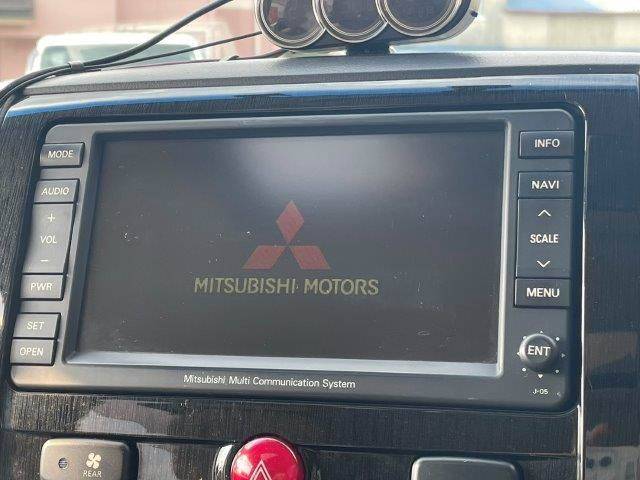 MODE
AUDIO
+
VOL
−
PWR
SET
OPEN
MITSUBISHI MOTORS
INFO
NAVI
SCALE
MENU
ENT
J-05
Mitsubishi Multi Communication System
REAR